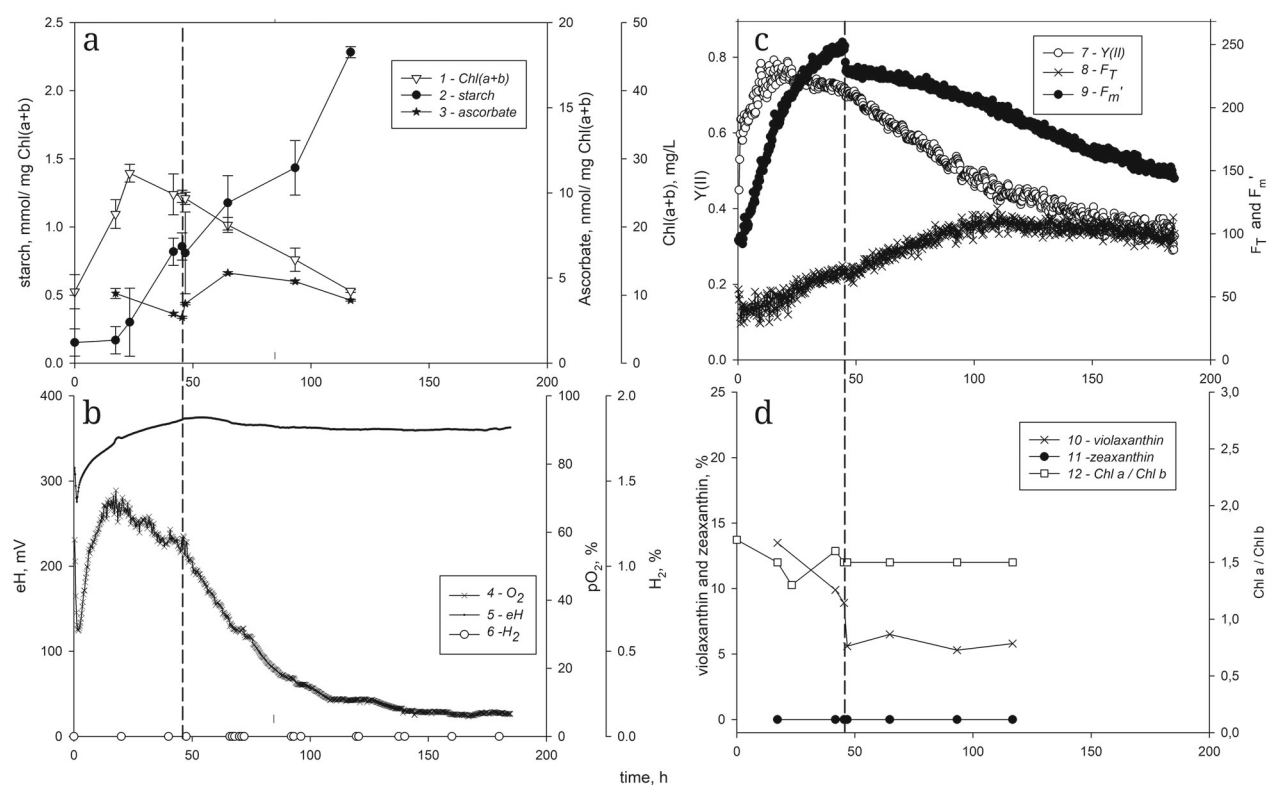 a
2.5
2.0
1.5
1.0
0.5
0.0
starch, mmol/ mg Chl(a+b)
0
50
100
150
200
20
15
10
5
0
Ascorbate, nmol/ mg Chl(a+b)
50
40
30
20
10
0
Chl(a+b), mg/L
1 - Chl(a+b)
2 - starch
3 - ascorbate
b
400
300
200
100
0
eH, mV
0
50
100
150
200
100
80
60
40
20
0
pO2, %
2.0
1.5
1.0
0.5
0.0
H2, %
4 - O2
5 - eH
6 -H2
time, h
c
0.8
0.6
0.4
0.2
0.0
Y(II)
0
50
100
150
200
250
200
150
100
50
0
FT and Fm'
7 - Y(II)
8 - FT
9 - Fm'
d
25
20
15
10
5
0
violaxanthin and zeaxanthin, %
0
50
100
150
200
3,0
2,5
2,0
1,5
1,0
0,5
0,0
Chl a / Chl b
10 - violaxanthin
11 -zeaxanthin
12 - Chl a / Chl b